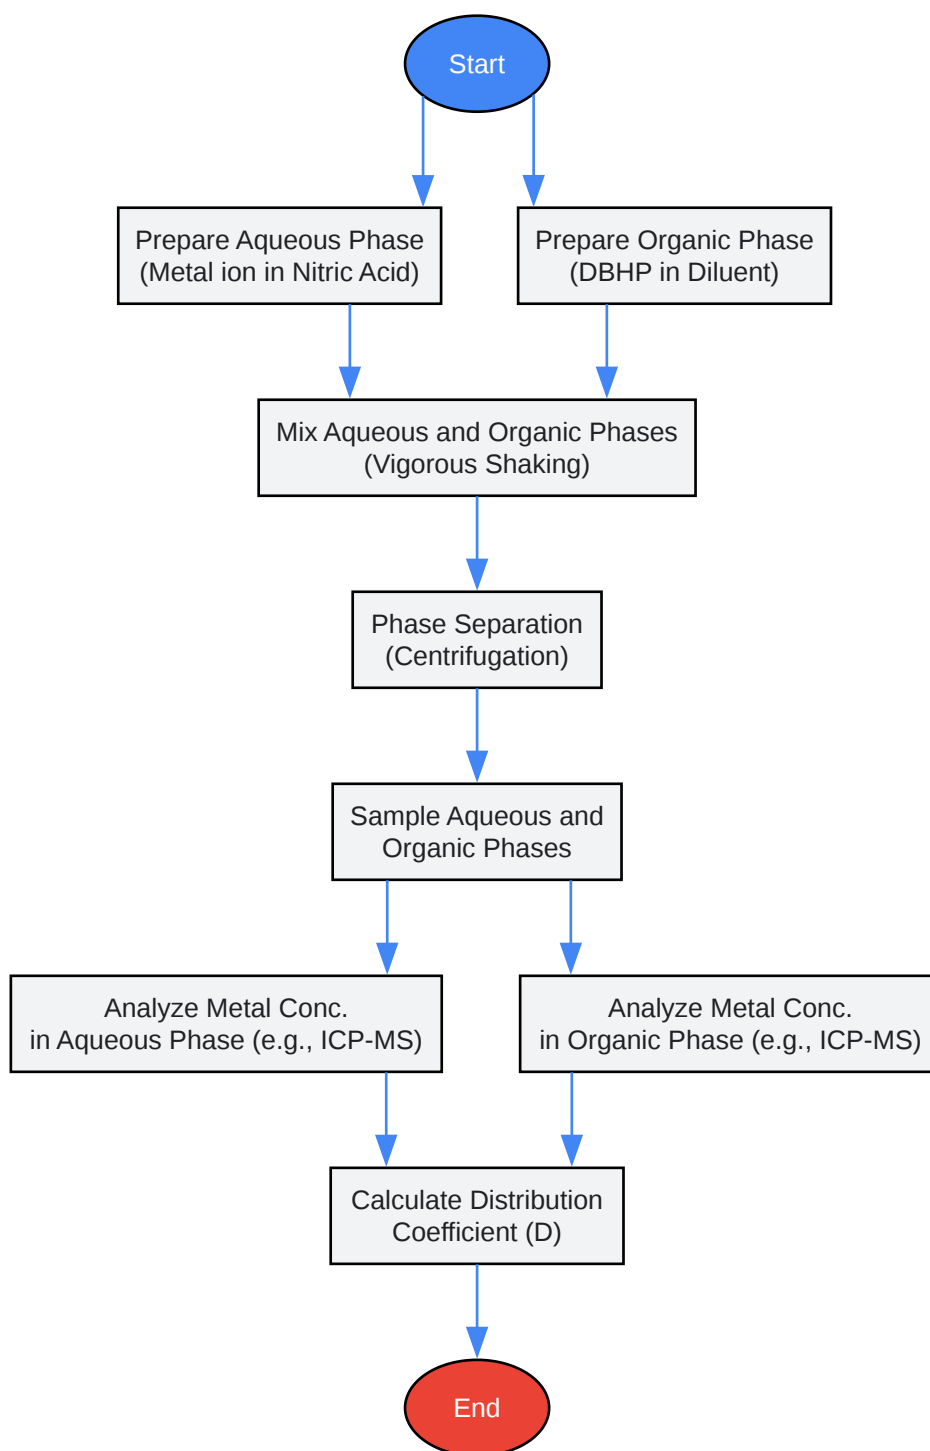 Start
Prepare Aqueous Phase
(Metal ion in Nitric Acid)
Prepare Organic Phase
(DBHP in Diluent)
Mix Aqueous and Organic Phases
(Vigorous Shaking)
Phase Separation
(Centrifugation)
Sample Aqueous and
Organic Phases
Analyze Metal Conc.
in Aqueous Phase (e.g., ICP-MS)
Analyze Metal Conc.
in Organic Phase (e.g., ICP-MS)
Calculate Distribution
Coefficient (D)
End